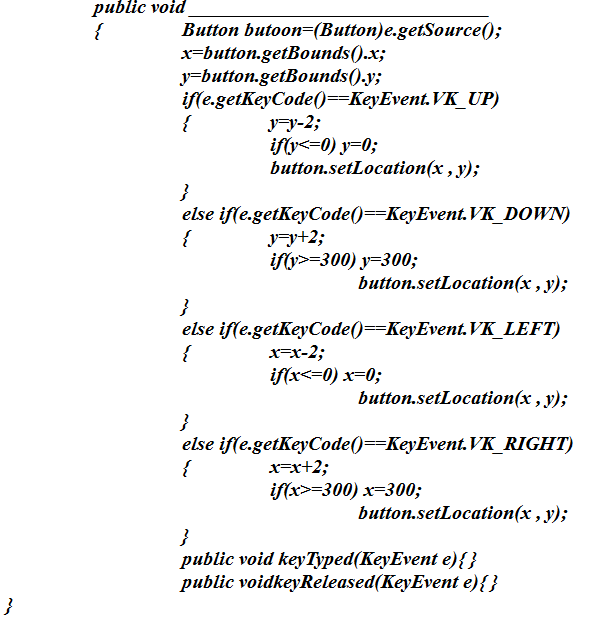 public void ______________________________
{ Button butoon=(Button)e.getSource();
x=button.getBounds().x;
y=button.getBounds().y;
if(e.getKeyCode()==KeyEvent.VK_UP)
{ y=y-2;
if(y<=0) y=0;
button.setLocation(x , y);
}
else if(e.getKeyCode()==KeyEvent.VK_DOWN)
{ y=y+2;
if(y>=300) y=300;
button.setLocation(x , y);
}
else if(e.getKeyCode()==KeyEvent.VK_LEFT)
{ x=x-2;
if(x<=0) x=0;
button.setLocation(x , y);
}
else if(e.getKeyCode()==KeyEvent.VK_RIGHT)
{ x=x+2;
if(x>=300) x=300;
button.setLocation(x , y);
}
public void keyTyped(KeyEvent e){ }
public voidkeyReleased(KeyEvent e){ }
}